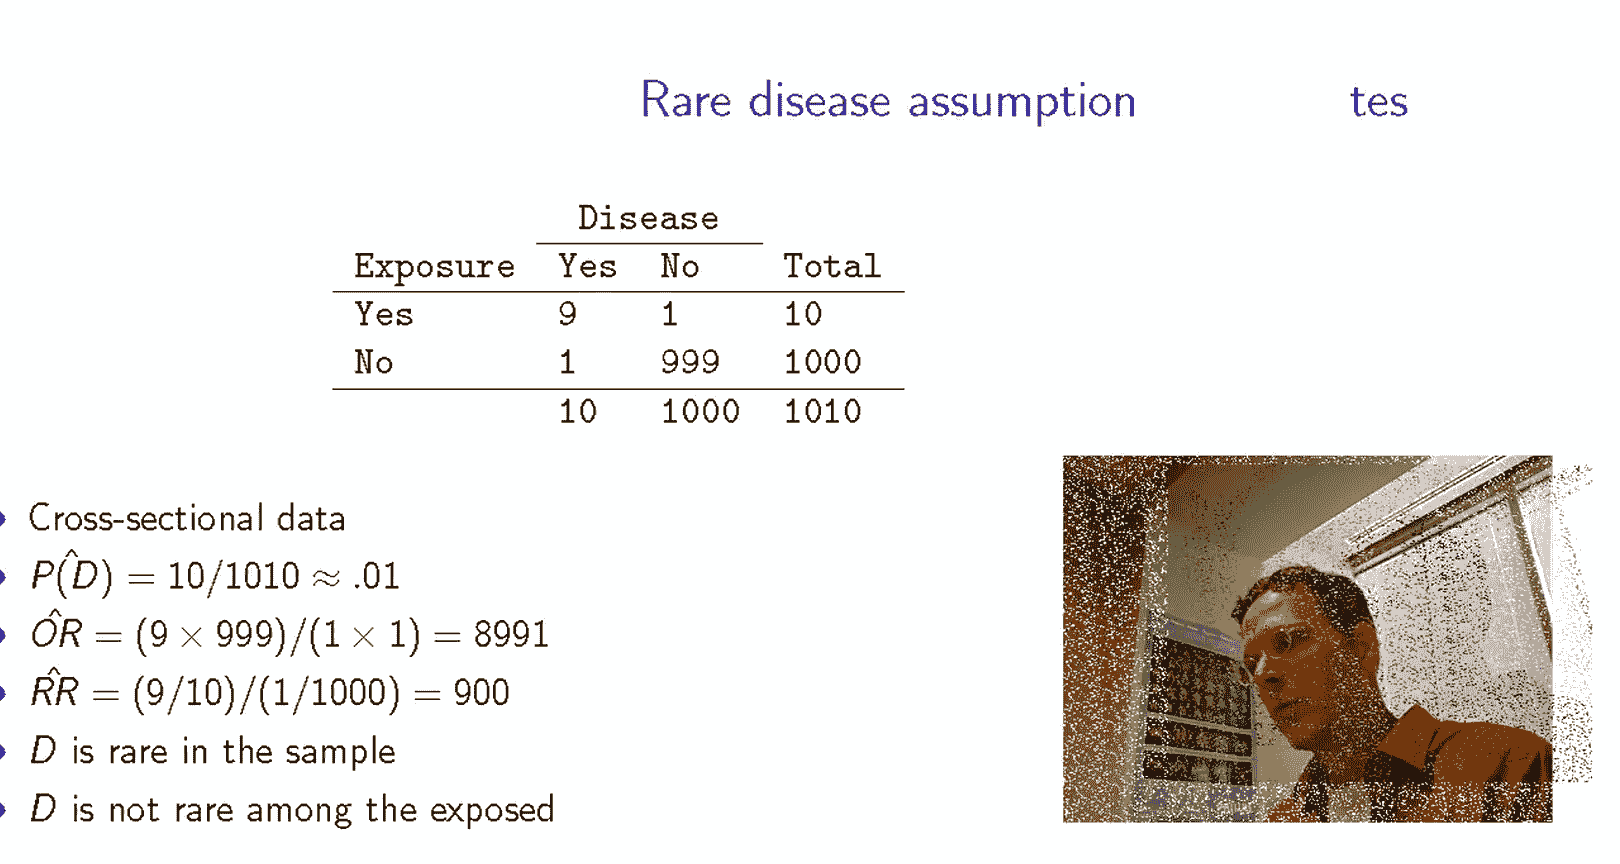 Rare disease assumption tes
Disease
Exposure Yes No Total
Yes 9 1 10
No 1 999 1000
10 1000 1010
Cross-sectional data
P(̂D) = 10/1010 ≈ .01
ÔR = (9 × 999)/(1 × 1) = 8991
R̂R = (9/10)/(1/1000) = 900
D is rare in the sample
D is not rare among the exposed